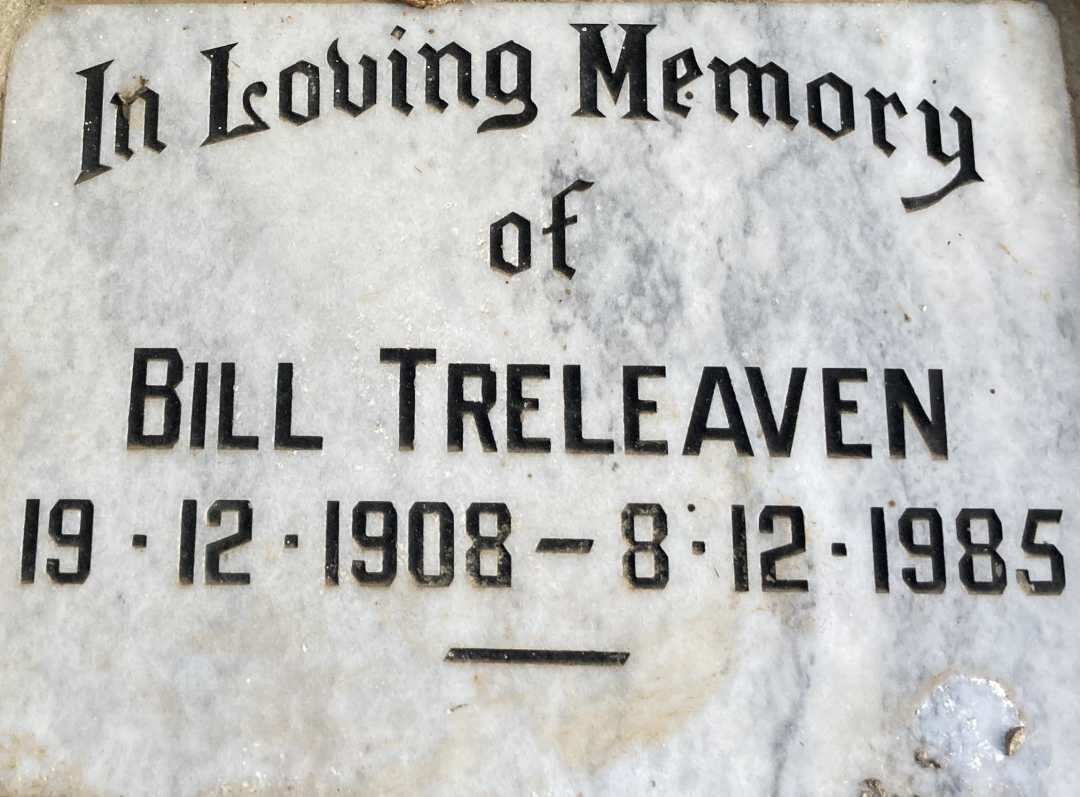 In Loving Memory
of
BILL TRELEAVEN
19 · 12 · 1908 – 8 · 12 · 1985